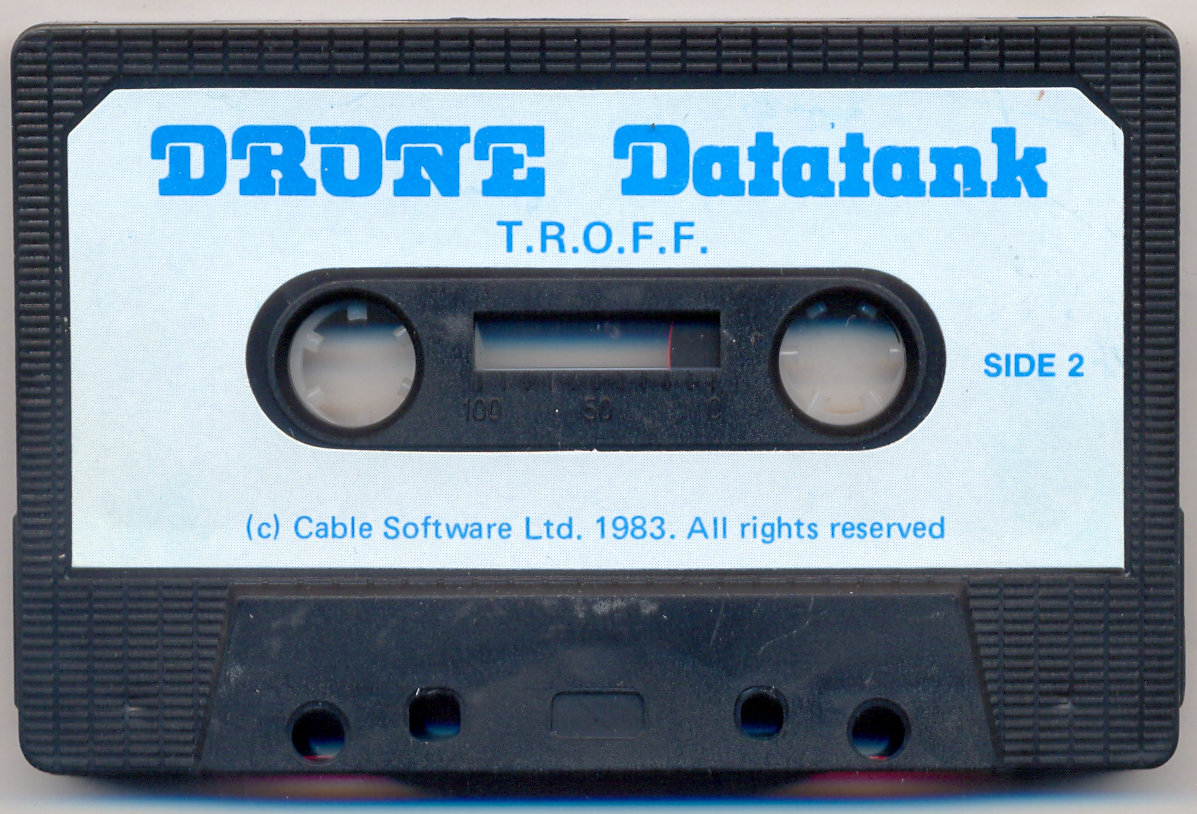 DRONE Datatank
T.R.O.F.F.
SIDE 2
100 50 0
(c) Cable Software Ltd. 1983. All rights reserved